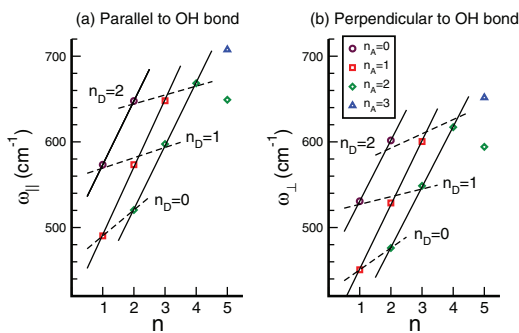 (a) Parallel to OH bond
(b) Perpendicular to OH bond
700
600
500
ω|| (cm⁻¹)
n_D=2
n_D=1
n_D=0
1 2 3 4 5
n
700
600
500
ω⊥ (cm⁻¹)
n_A=0
n_A=1
n_A=2
n_A=3
n_D=2
n_D=1
n_D=0
1 2 3 4 5
n